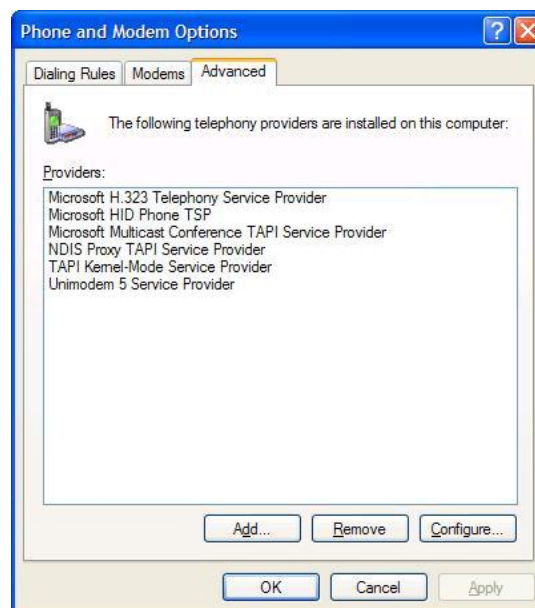 Phone and Modem Options
Dialing Rules Modems Advanced
The following telephony providers are installed on this computer:
Providers:
Microsoft H.323 Telephony Service Provider
Microsoft HID Phone TSP
Microsoft Multicast Conference TAPI Service Provider
NDIS Proxy TAPI Service Provider
TAPI Kernel-Mode Service Provider
Unimodem 5 Service Provider
Add... Remove Configure...
OK Cancel Apply